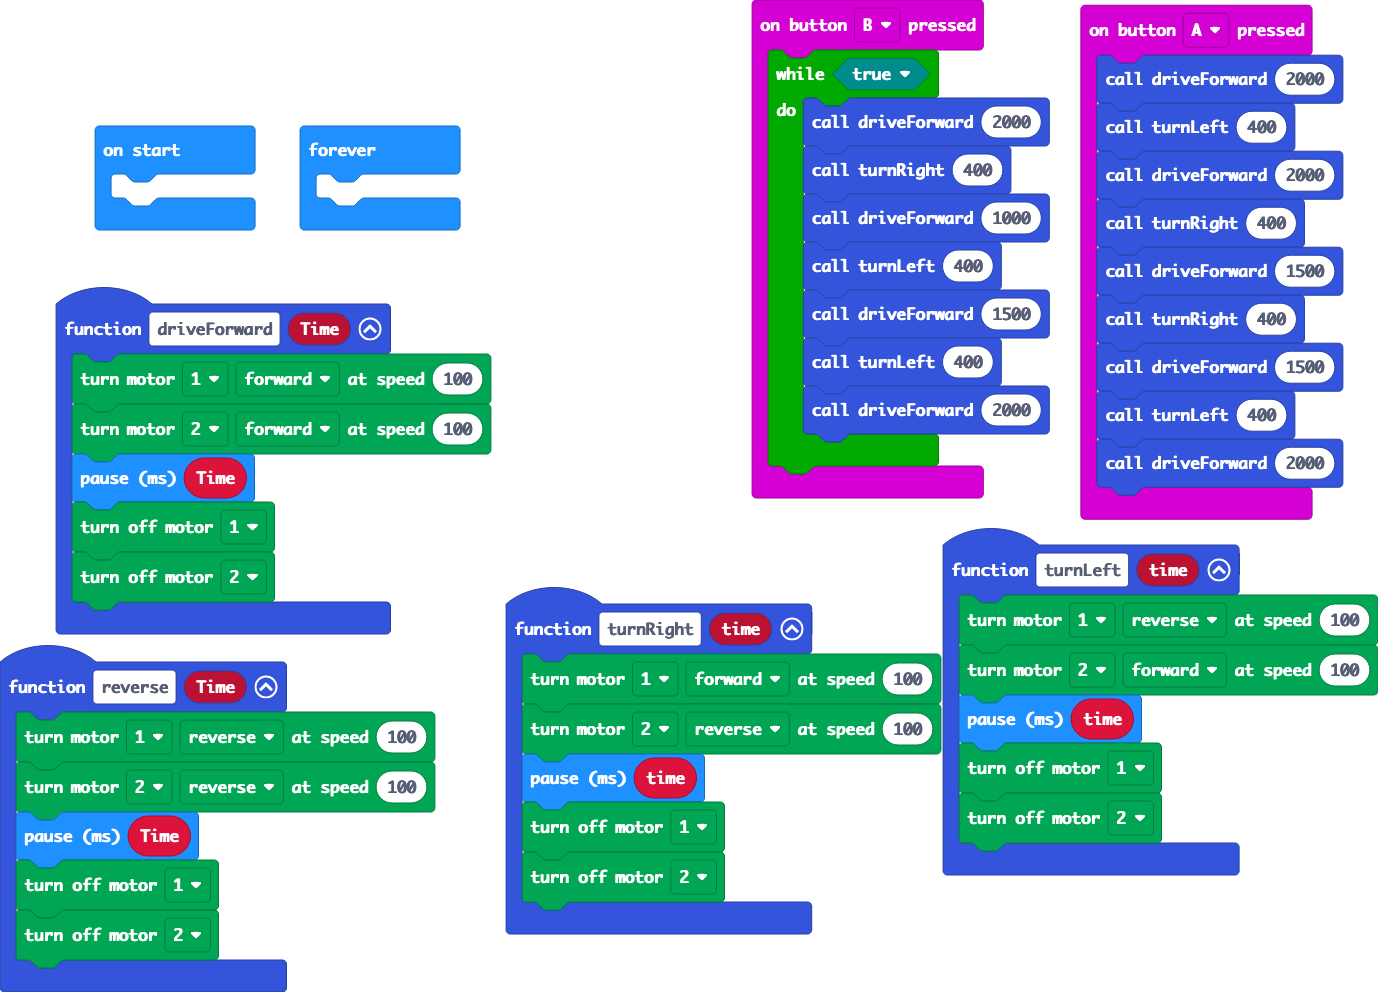 on start
forever
function driveForward Time
turn motor 1 forward at speed 100
turn motor 2 forward at speed 100
pause (ms) Time
turn off motor 1
turn off motor 2
function reverse Time
turn motor 1 reverse at speed 100
turn motor 2 reverse at speed 100
pause (ms) Time
turn off motor 1
turn off motor 2
on button B pressed
while true
do
call driveForward 2000
call turnRight 400
call driveForward 1000
call turnLeft 400
call driveForward 1500
call turnLeft 400
call driveForward 2000
on button A pressed
call driveForward 2000
call turnLeft 400
call driveForward 2000
call turnRight 400
call driveForward 1500
call turnRight 400
call driveForward 1500
call turnLeft 400
call driveForward 2000
function turnRight time
turn motor 1 forward at speed 100
turn motor 2 reverse at speed 100
pause (ms) time
turn off motor 1
turn off motor 2
function turnLeft time
turn motor 1 reverse at speed 100
turn motor 2 forward at speed 100
pause (ms) time
turn off motor 1
turn off motor 2